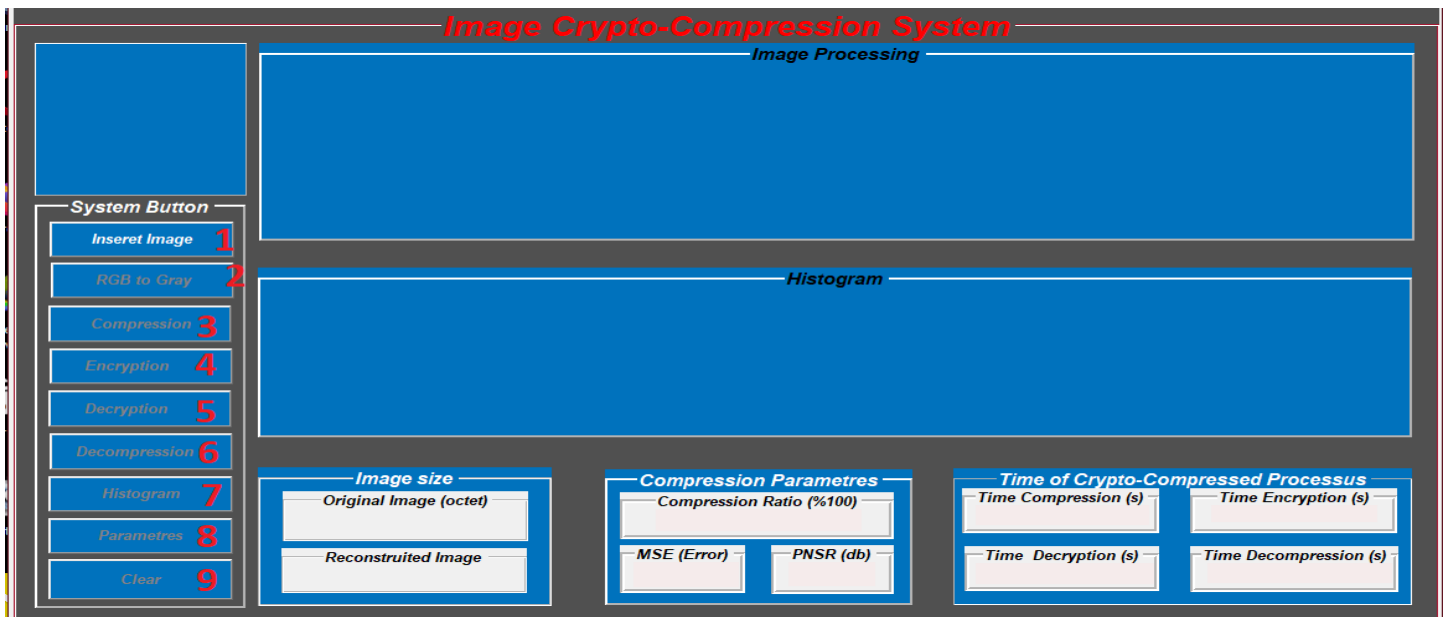 Image Crypto-Compression System
Image Processing
System Button
Inseret Image 1
RGB to Gray 2
Compression 3
Encryption 4
Decryption 5
Decompression 6
Histogram 7
Parametres 8
Clear 9
Histogram
Image size
Original Image (octet)
Reconstruited Image
Compression Parametres
Compression Ratio (%100)
MSE (Error)
PNSR (db)
Time of Crypto-Compressed Processus
Time Compression (s)
Time Encryption (s)
Time Decryption (s)
Time Decompression (s)